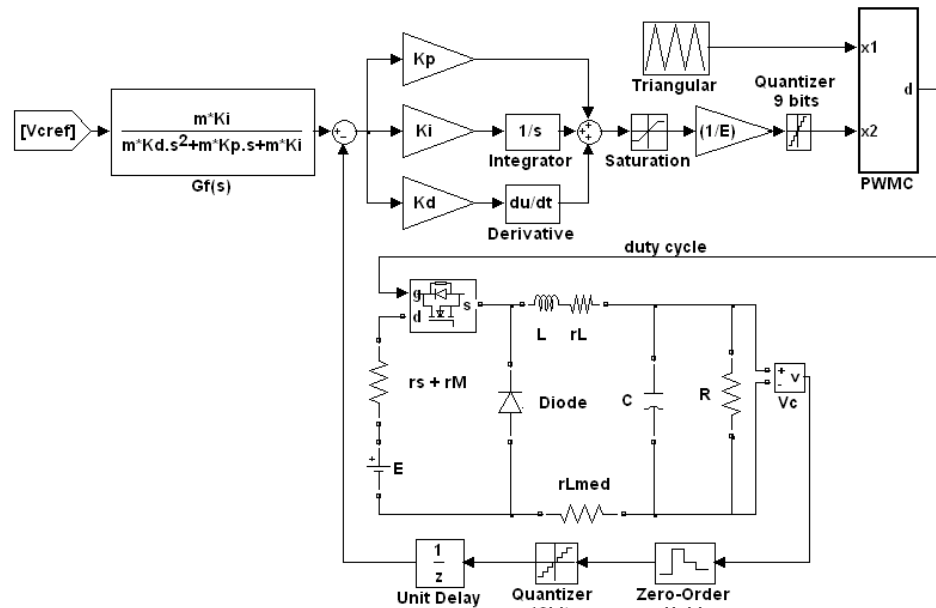 [Vcref]
m*Ki
m*Kd.s²+m*Kp.s+m*Ki
Gf(s)
Kp
Ki
Kd
1/s
Integrator
du/dt
Derivative
Saturation
Triangular
(1/E)
Quantizer
9 bits
x1
x2
d
PWMC
duty cycle
g
d
s
L
rL
rs + rM
Diode
C
R
+
-
v
Vc
E
rLmed
1
z
Unit Delay
Quantizer
Zero-Order